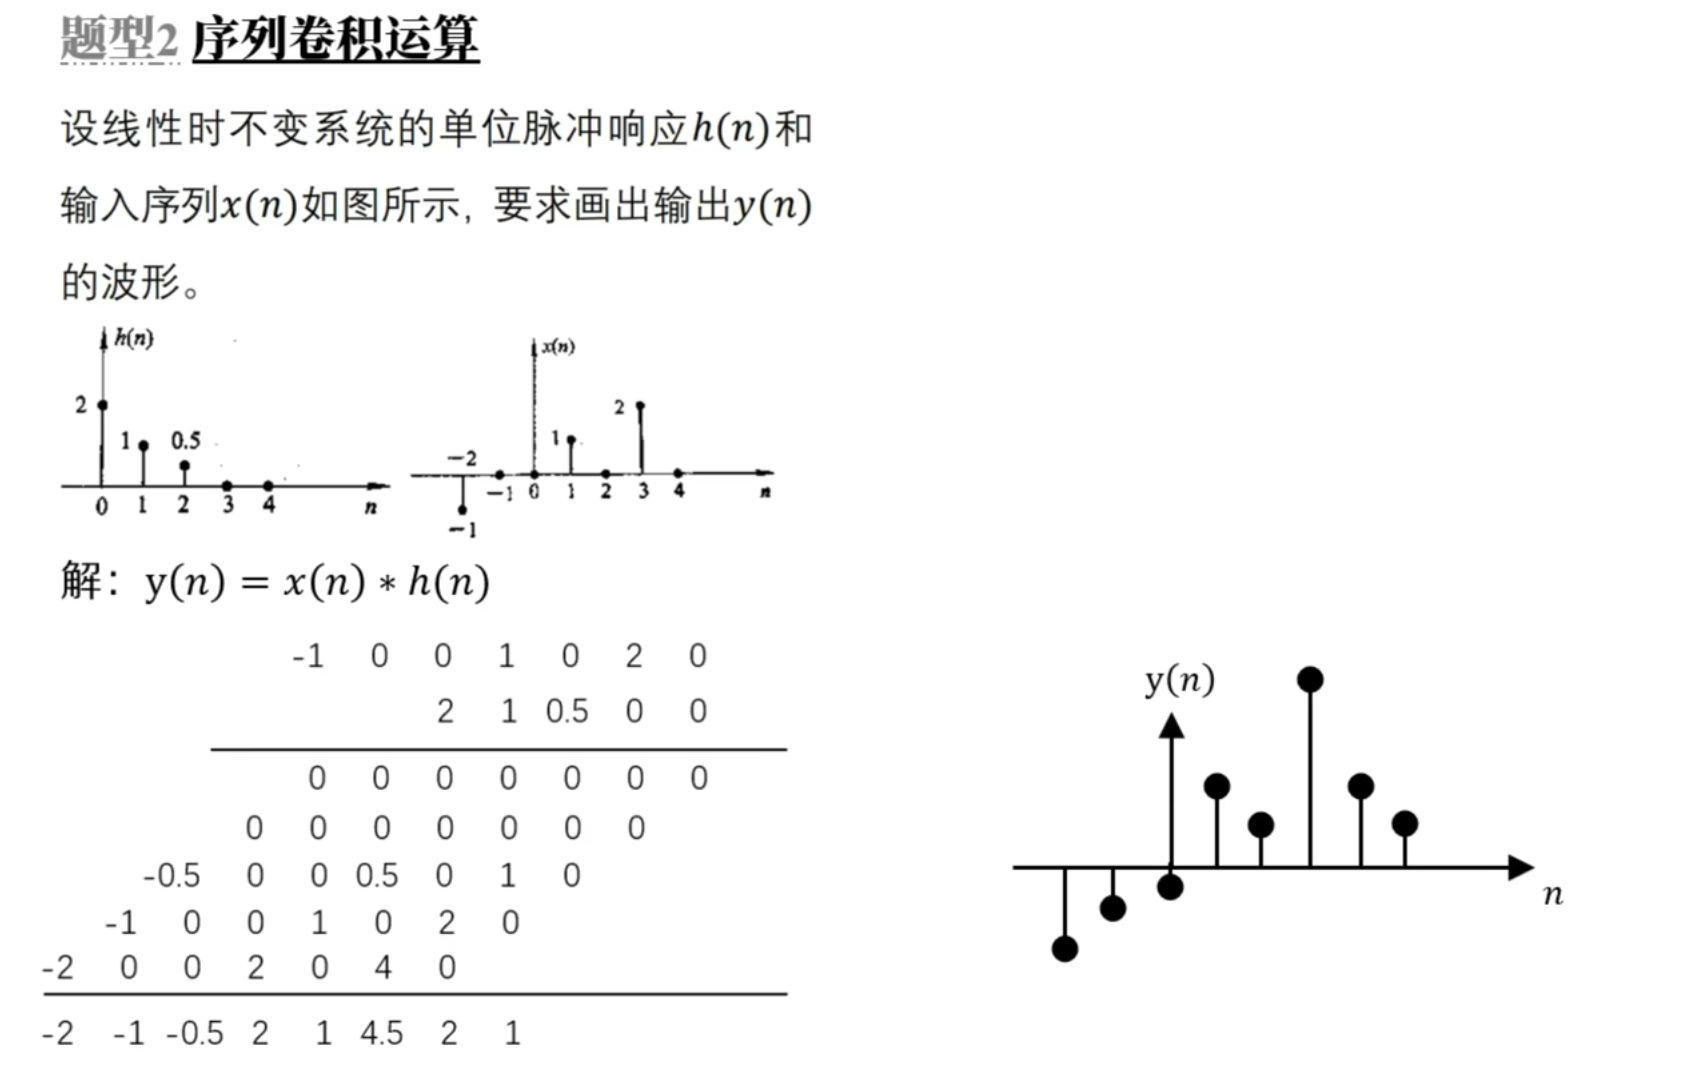 题型2 序列卷积运算
设线性时不变系统的单位脉冲响应h(n)和
输入序列x(n)如图所示, 要求画出输出y(n)
的波形。
h(n)
2
1 0.5
0 1 2 3 4 n
x(n)
2
1
−2
−1 0 1 2 3 4 n
−1
解：y(n) = x(n) ∗ h(n)
-1 0 0 1 0 2 0
2 1 0.5 0 0
0 0 0 0 0 0 0
0 0 0 0 0 0 0
-0.5 0 0 0.5 0 1 0
-1 0 0 1 0 2 0
-2 0 0 2 0 4 0
-2 -1 -0.5 2 1 4.5 2 1
y(n)
n